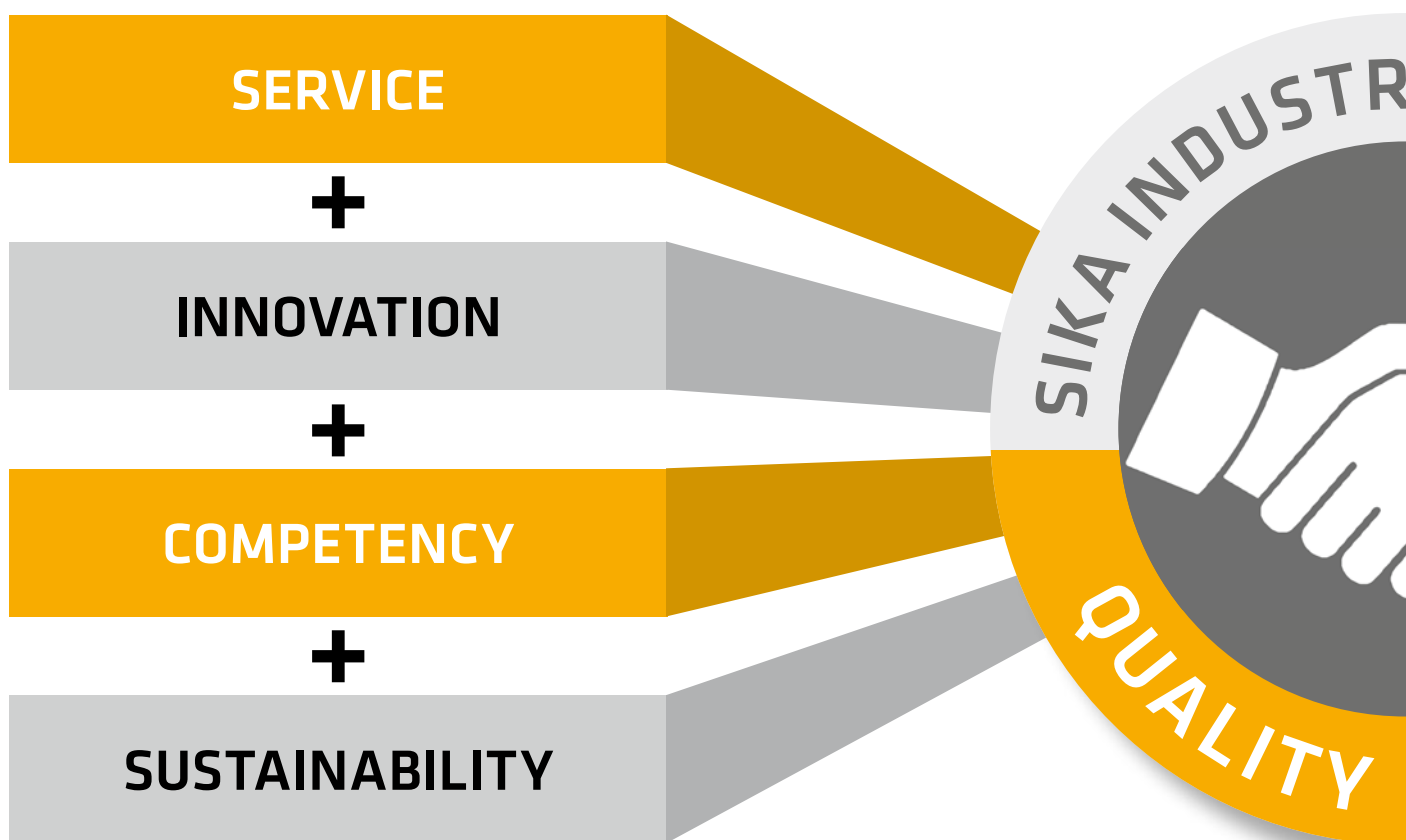 SERVICE
+
INNOVATION
+
COMPETENCY
+
SUSTAINABILITY
SIKA INDUSTR
QUALITY